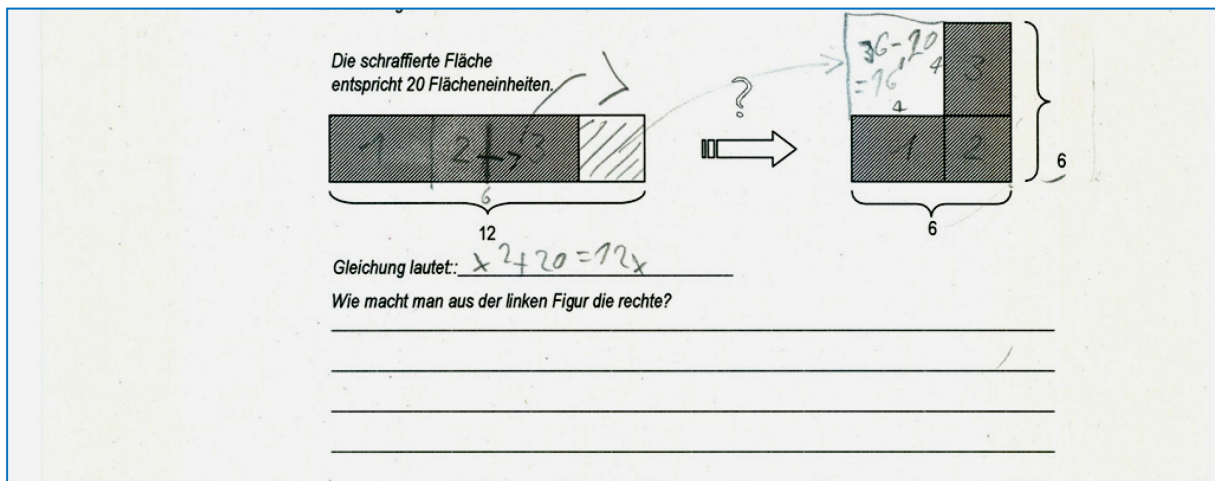 Die schraffierte Fläche
entspricht 20 Flächeneinheiten.
1 2 3
6
12
?
36-20
=16
4
4
3
1 2
6
6
Gleichung lautet:: x²+20=12x
Wie macht man aus der linken Figur die rechte?